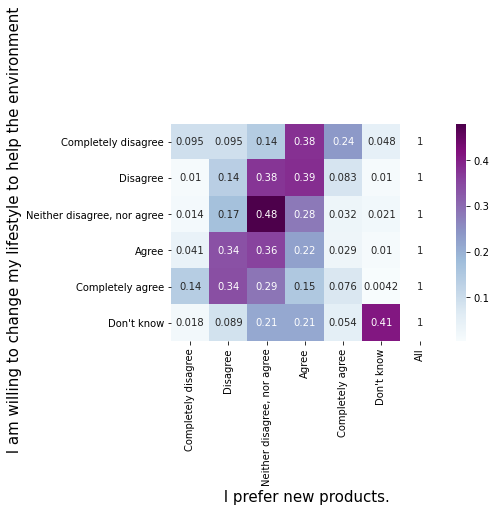 I am willing to change my lifestyle to help the environment
Completely disagree 0.095 0.095 0.14 0.38 0.24 0.048 1
Disagree 0.01 0.14 0.38 0.39 0.083 0.01 1
Neither disagree, nor agree 0.014 0.17 0.48 0.28 0.032 0.021 1
Agree 0.041 0.34 0.36 0.22 0.029 0.01 1
Completely agree 0.14 0.34 0.29 0.15 0.076 0.0042 1
Don't know 0.018 0.089 0.21 0.21 0.054 0.41 1
Completely disagree
Disagree
Neither disagree, nor agree
Agree
Completely agree
Don't know
All
I prefer new products.
0.4
0.3
0.2
0.1